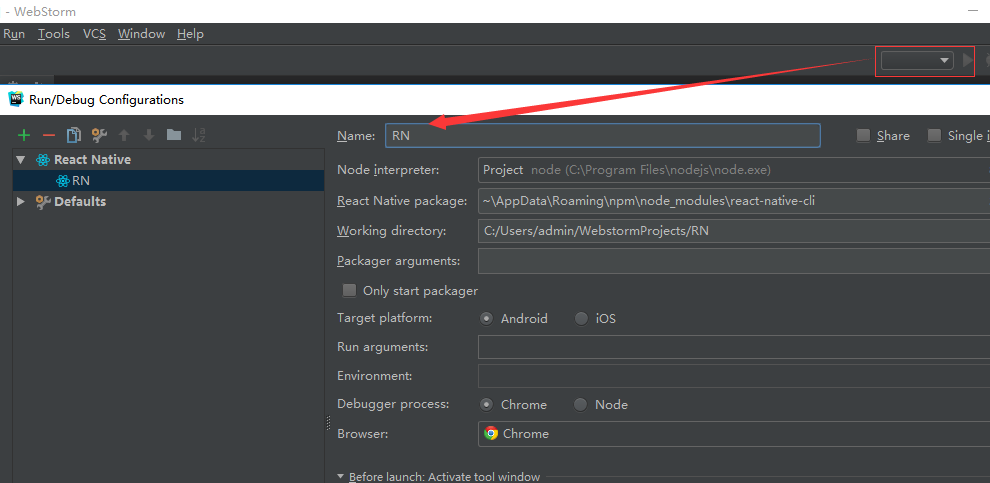 - WebStorm
Run Tools VCS Window Help
Run/Debug Configurations
Name: RN Share Single i
React Native
RN
Defaults
Node interpreter: Project node (C:\Program Files\nodejs\node.exe)
React Native package: ~\AppData\Roaming\npm\node_modules\react-native-cli
Working directory: C:/Users/admin/WebstormProjects/RN
Packager arguments:
Only start packager
Target platform: Android iOS
Run arguments:
Environment:
Debugger process: Chrome Node
Browser: Chrome
Before launch: Activate tool window